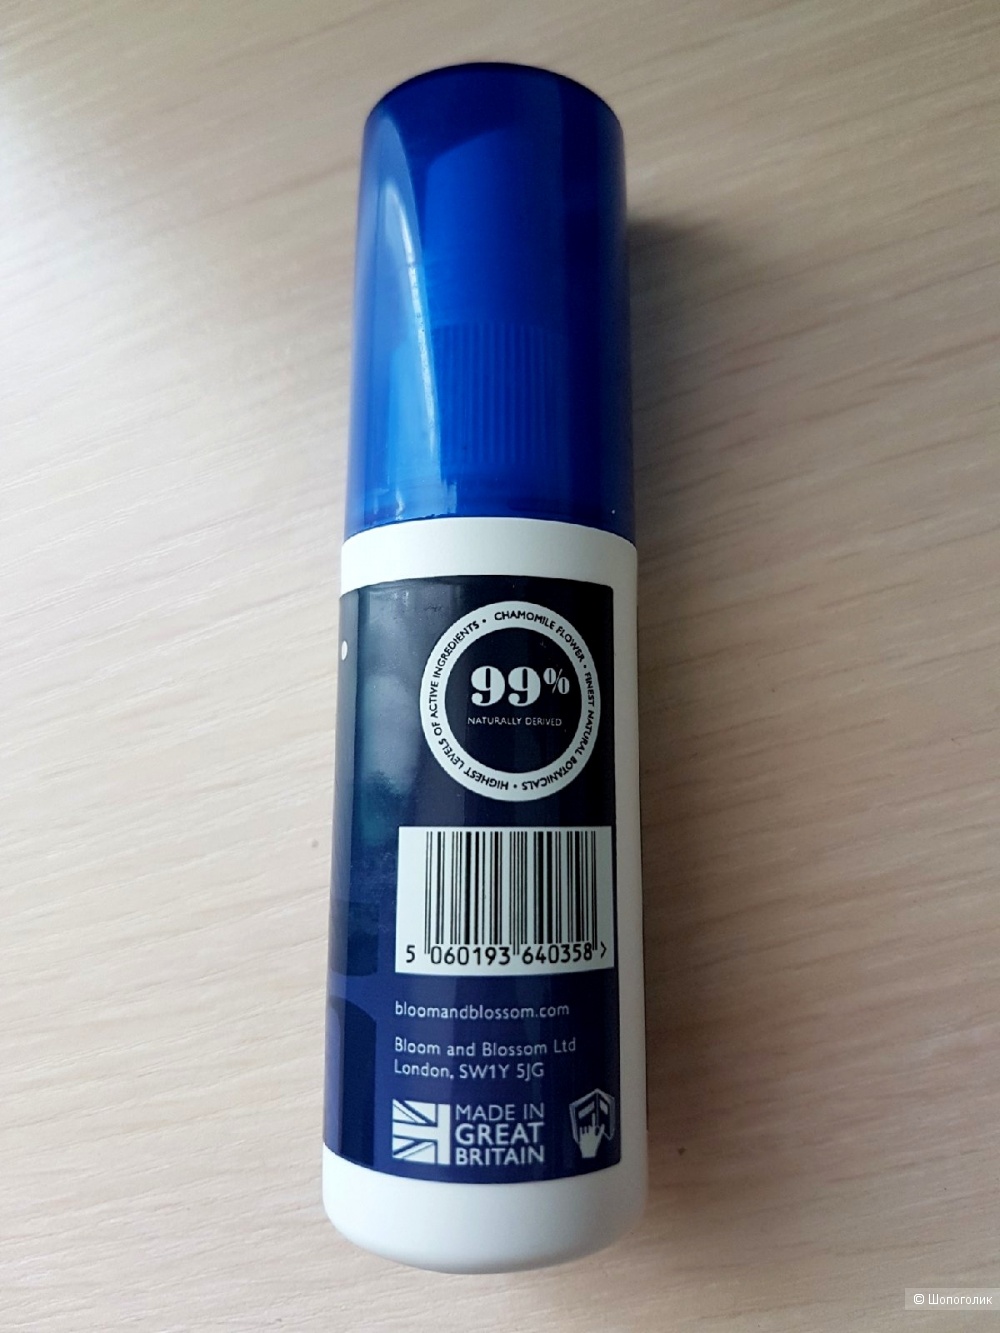 CHAMOMILE FLOWER • FINEST NATURAL BOTANICALS • HIGHEST LEVELS OF ACTIVE INGREDIENTS •
99%
NATURALLY DERIVED
5 060193 640358 >
bloomandblossom.com
Bloom and Blossom Ltd
London, SW1Y 5JG
MADE IN
GREAT
BRITAIN
© Шопоголик